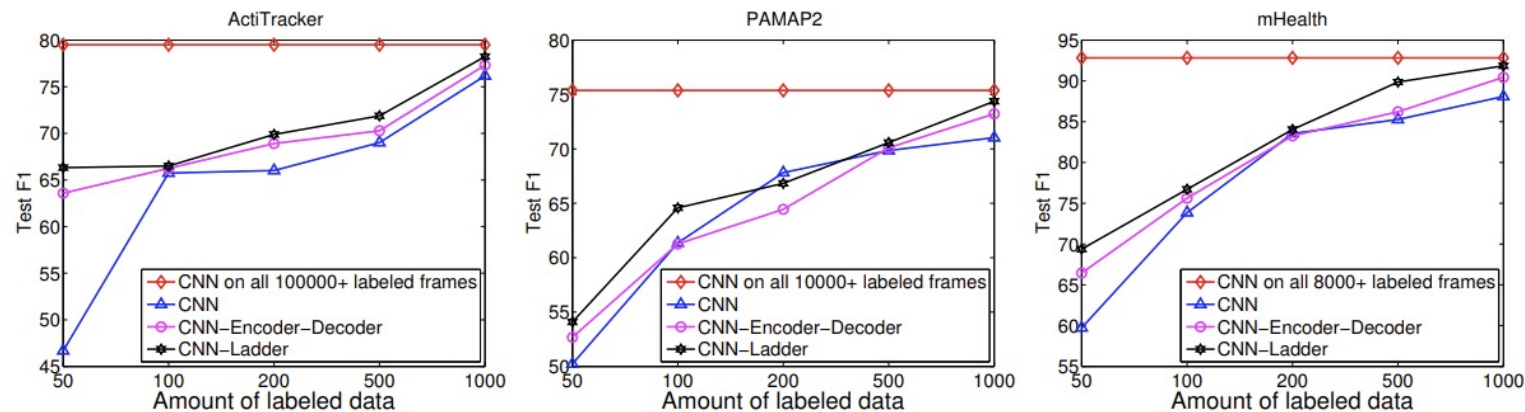 ActiTracker
80
75
70
65
60
55
50
45
Test F1
50 100 200 500 1000
Amount of labeled data
CNN on all 100000+ labeled frames
CNN
CNN-Encoder-Decoder
CNN-Ladder
PAMAP2
80
75
70
65
60
55
50
Test F1
50 100 200 500 1000
Amount of labeled data
CNN on all 10000+ labeled frames
CNN
CNN-Encoder-Decoder
CNN-Ladder
mHealth
95
90
85
80
75
70
65
60
55
Test F1
50 100 200 500 1000
Amount of labeled data
CNN on all 8000+ labeled frames
CNN
CNN-Encoder-Decoder
CNN-Ladder